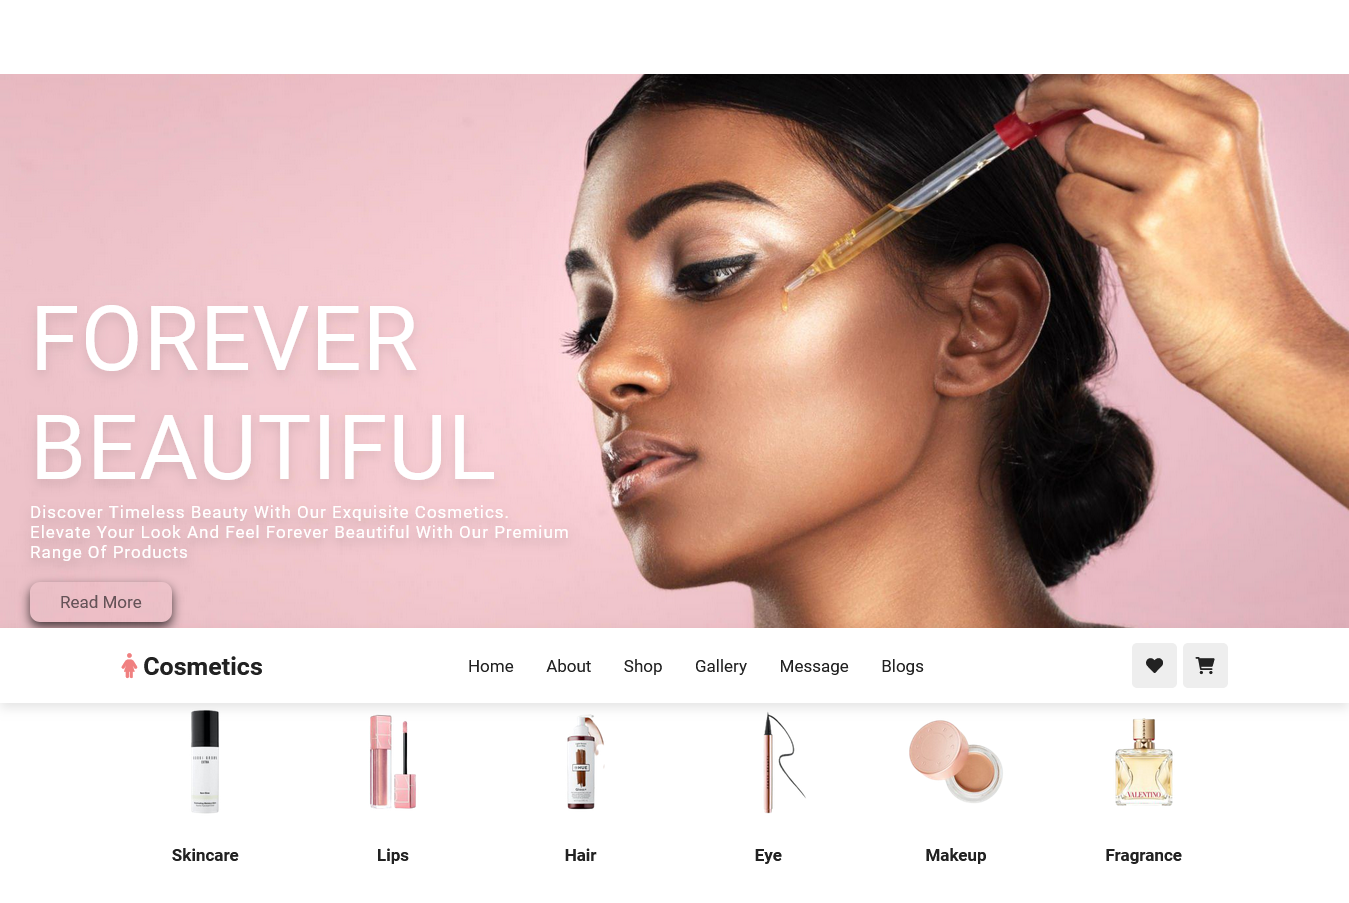 FOREVER
BEAUTIFUL
Discover Timeless Beauty With Our Exquisite Cosmetics.
Elevate Your Look And Feel Forever Beautiful With Our Premium
Range Of Products
Read More
Cosmetics
Home About Shop Gallery Message Blogs
VALENTINO
Skincare Lips Hair Eye Makeup Fragrance